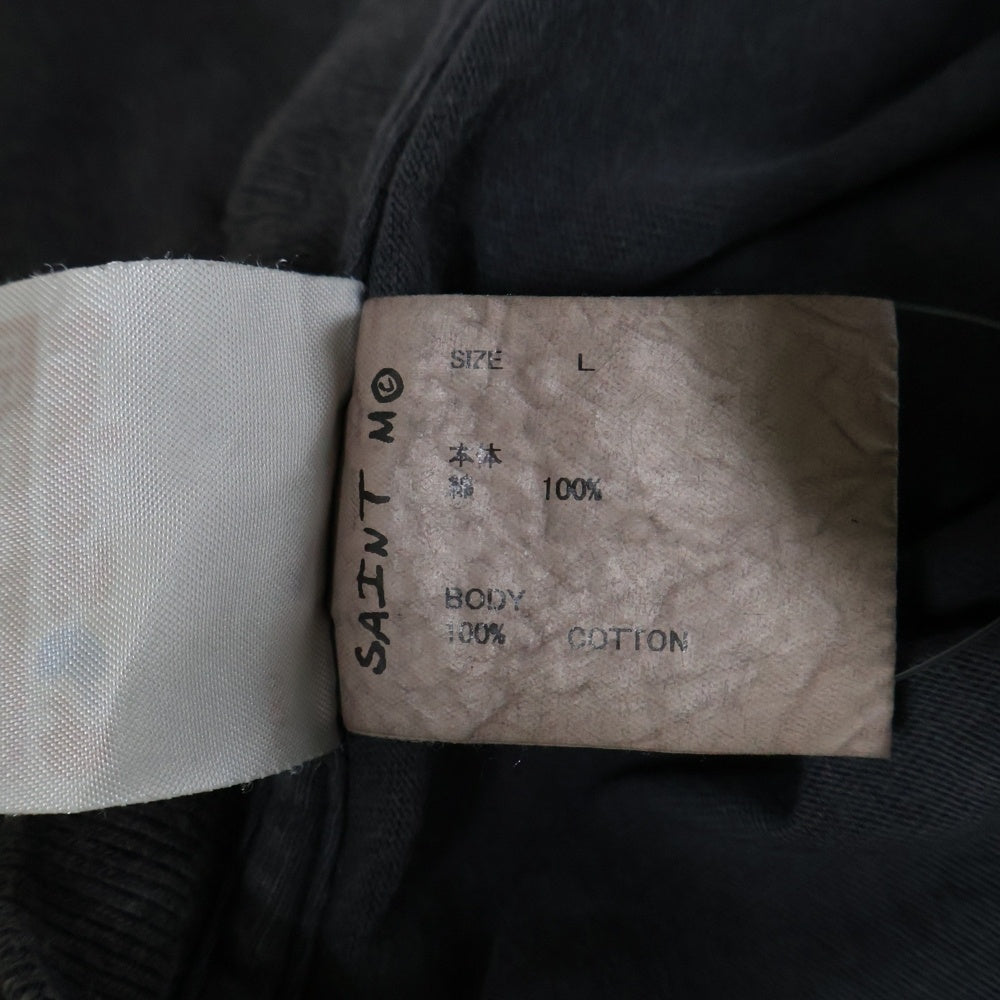 SAINT M©
SIZE L
本体
綿 100%
BODY
100% COTTON